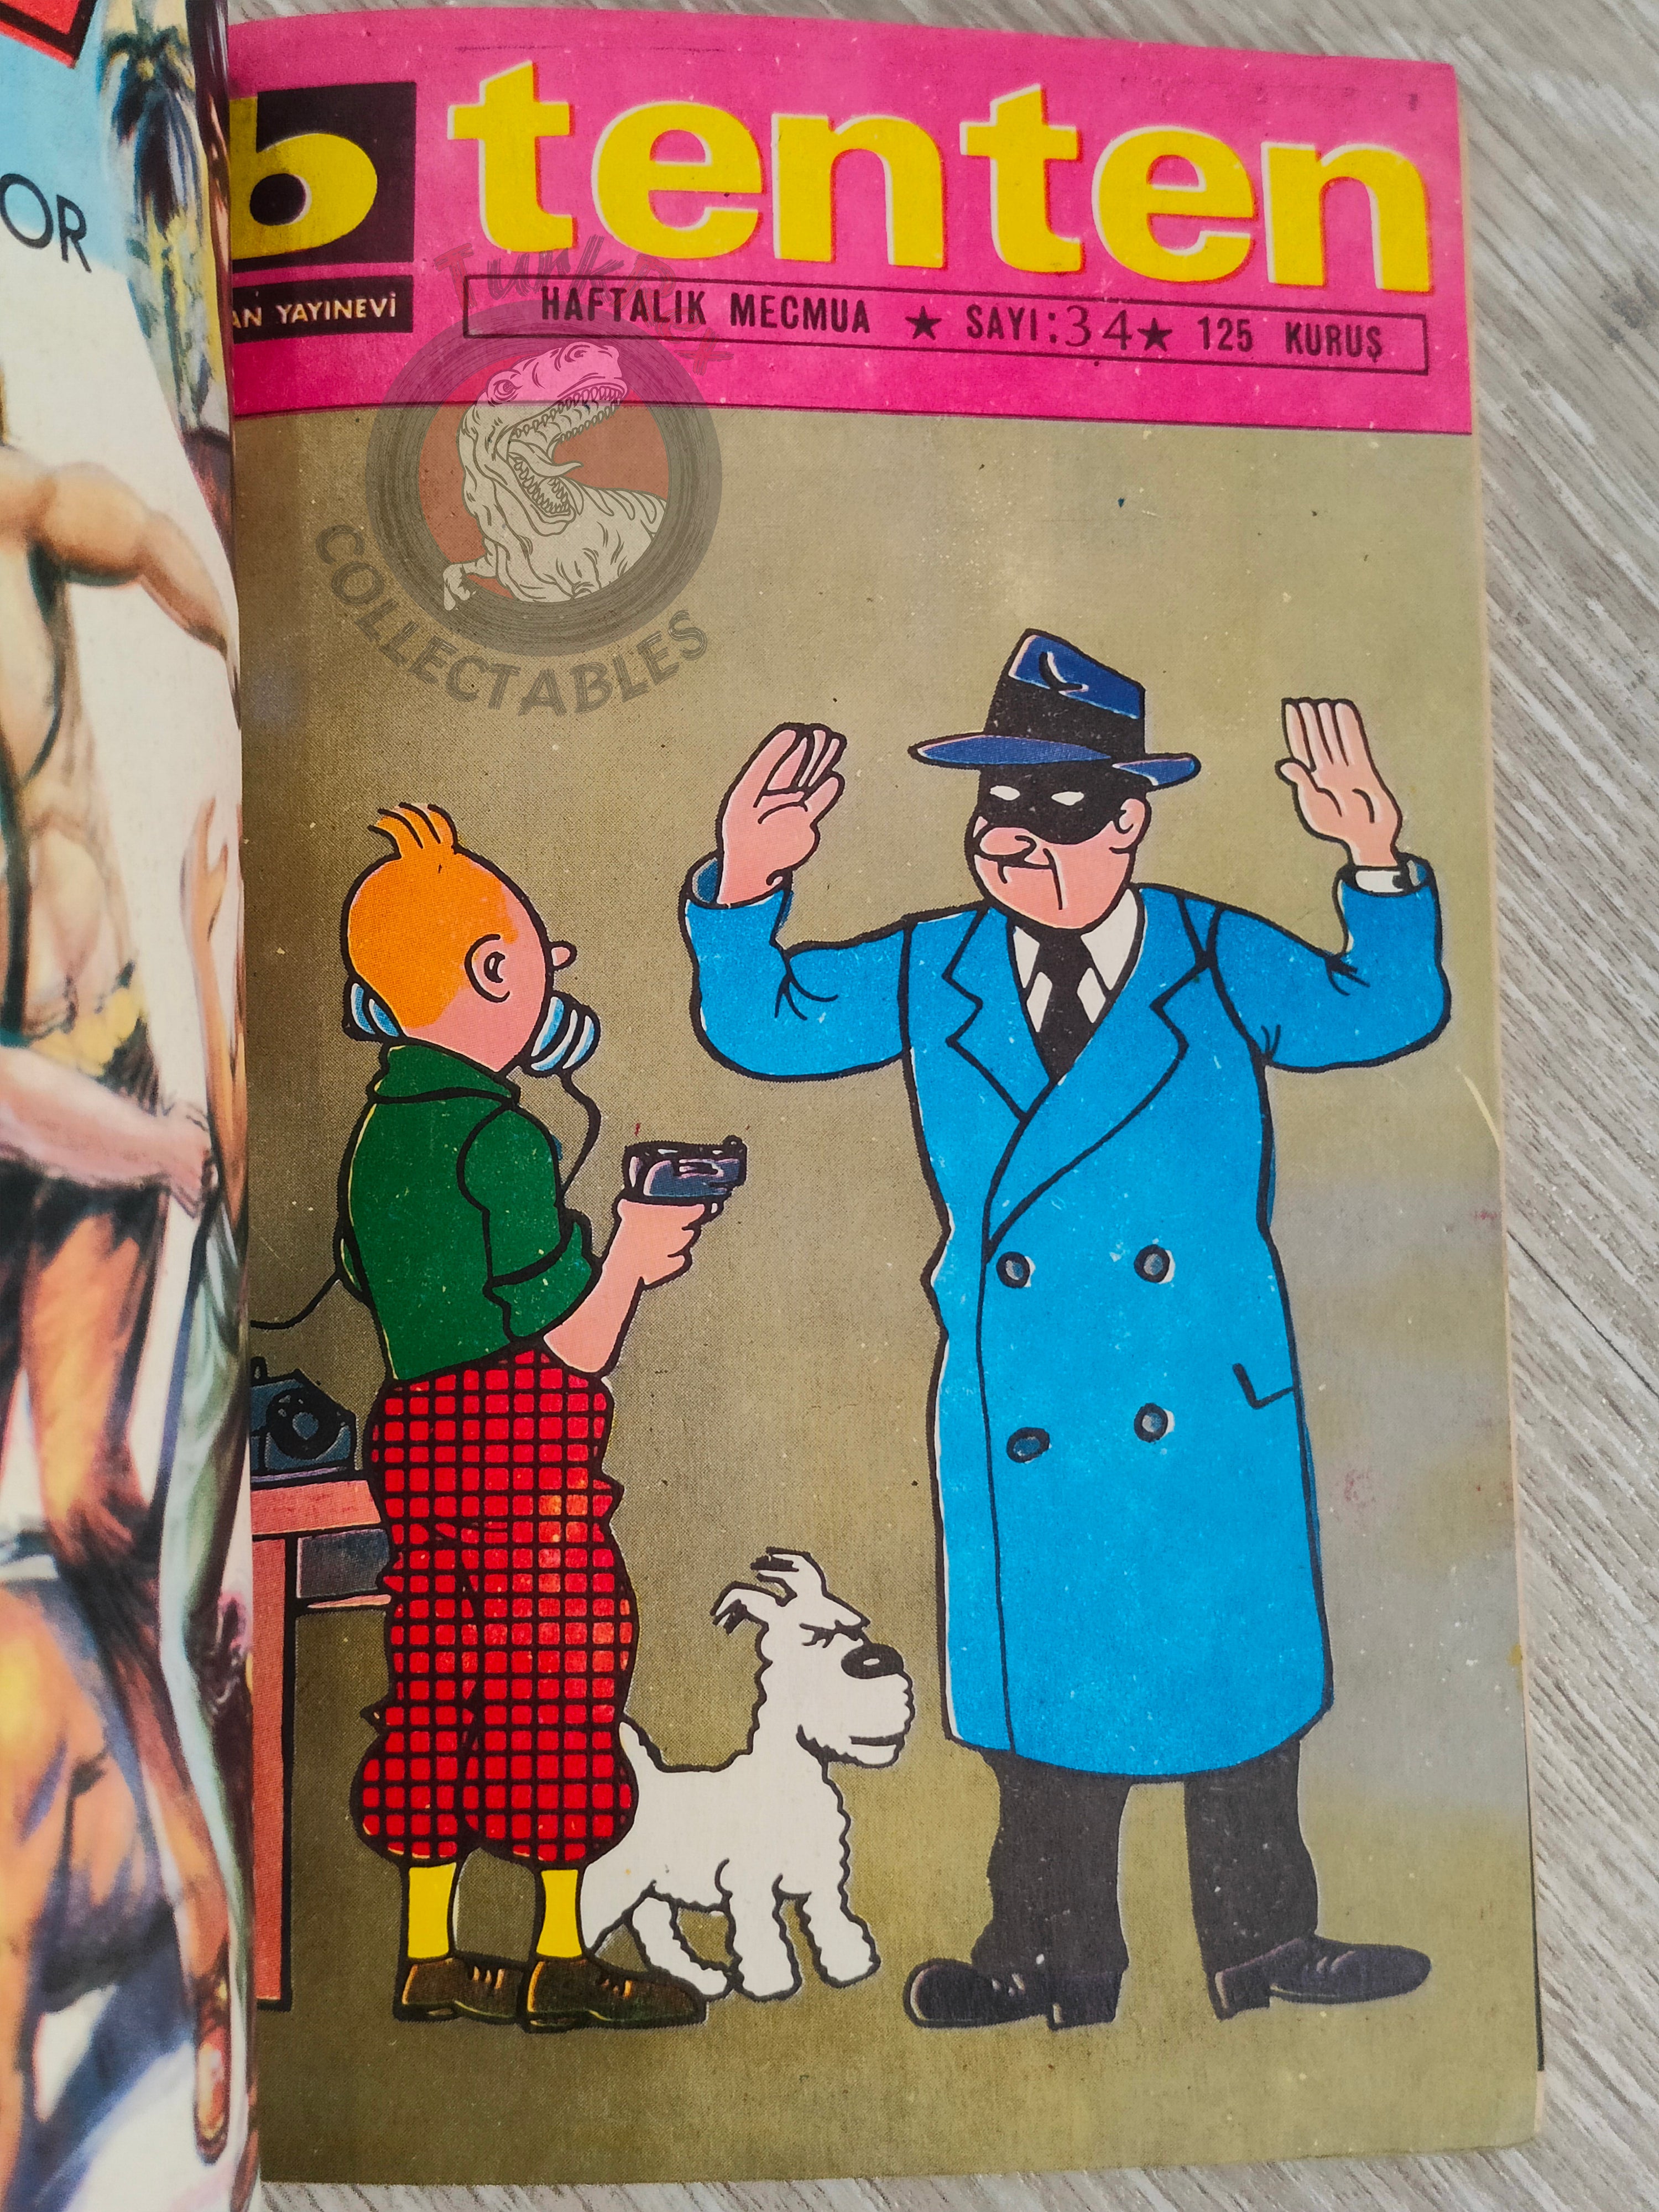 OR
b
tenten
AN YAYINEVİ
HAFTALIK MECMUA ★ SAYI:34★ 125 KURUŞ
COLLECTABLES